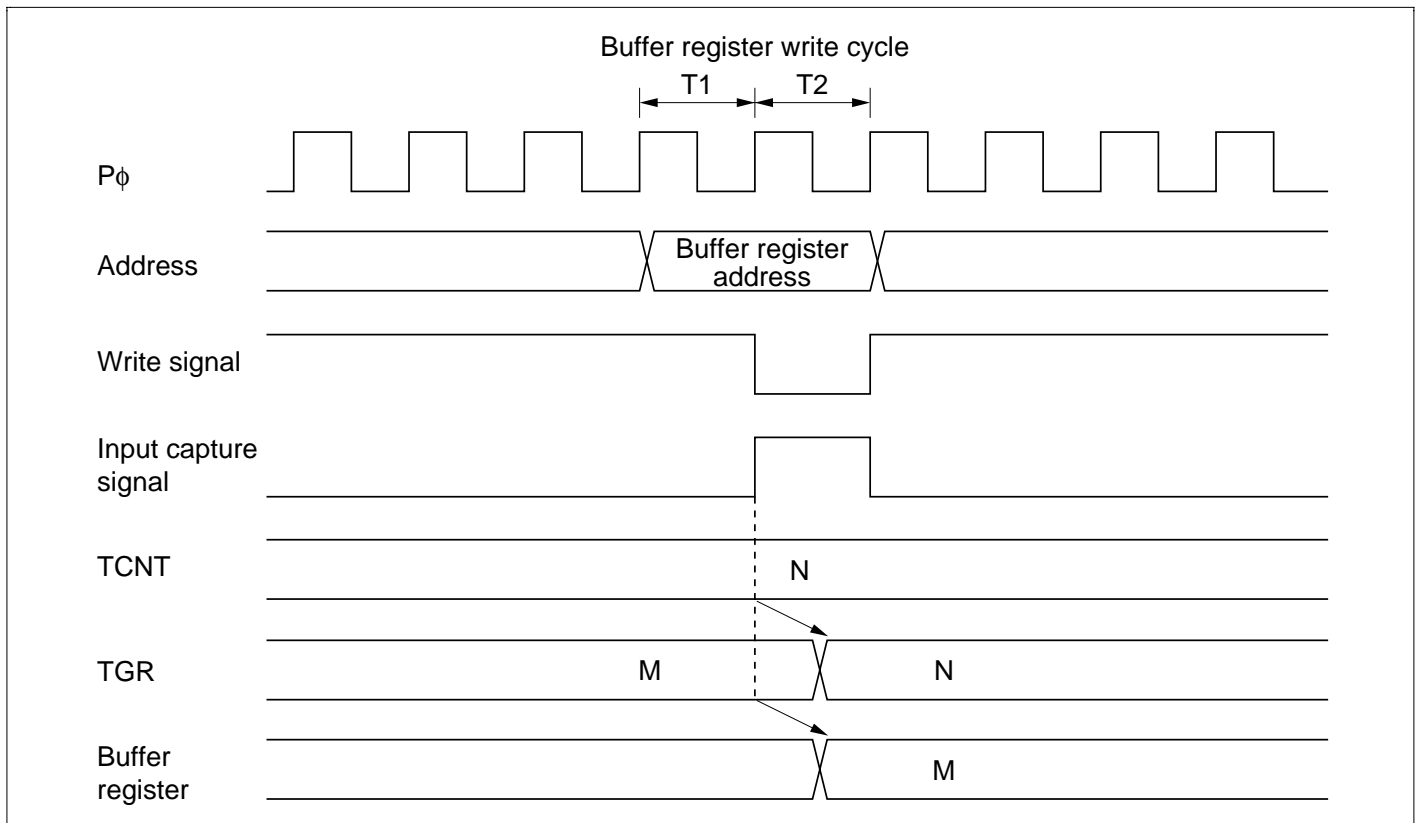 Buffer register write cycle
T1 T2
Pϕ
Address
Buffer register
address
Write signal
Input capture
signal
TCNT
N
TGR
M N
Buffer
register
M